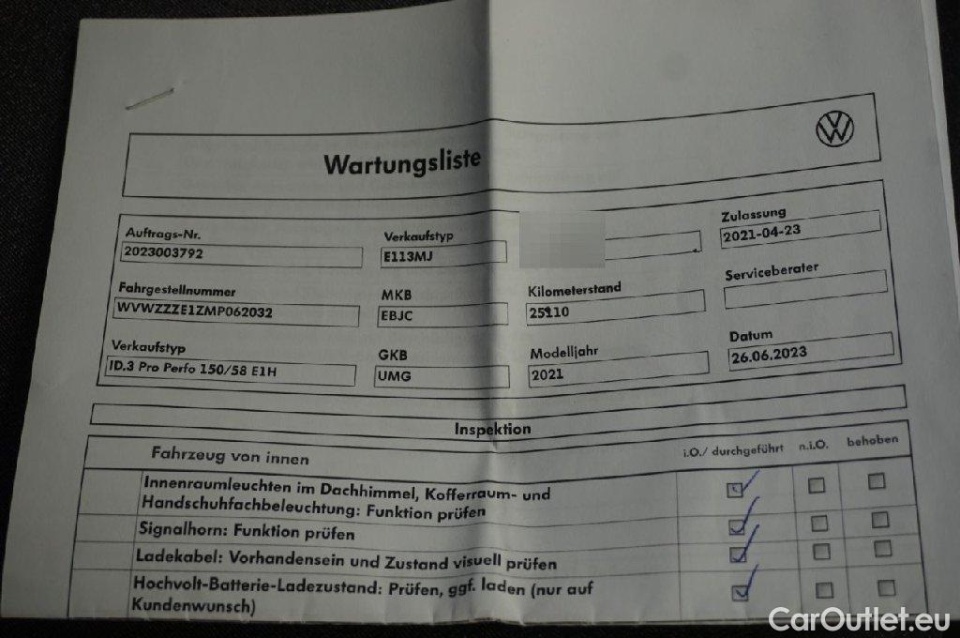 Wartungsliste
Auftrags-Nr. Verkaufstyp Zulassung
2023003792 E113MJ 2021-04-23
Fahrgestellnummer MKB Kilometerstand Serviceberater
WVWZZZE1ZMP062032 EBJC 25110
Verkaufstyp GKB Modelljahr Datum
ID.3 Pro Perfo 150/58 E1H UMG 2021 26.06.2023
Inspektion
Fahrzeug von innen i.O./ durchgeführt n.i.O. behoben
Innenraumleuchten im Dachhimmel, Kofferraum- und
Handschuhfachbeleuchtung: Funktion prüfen
Signalhorn: Funktion prüfen
Ladekabel: Vorhandensein und Zustand visuell prüfen
Hochvolt-Batterie-Ladezustand: Prüfen, ggf. laden (nur auf
Kundenwunsch)
CarOutlet.eu